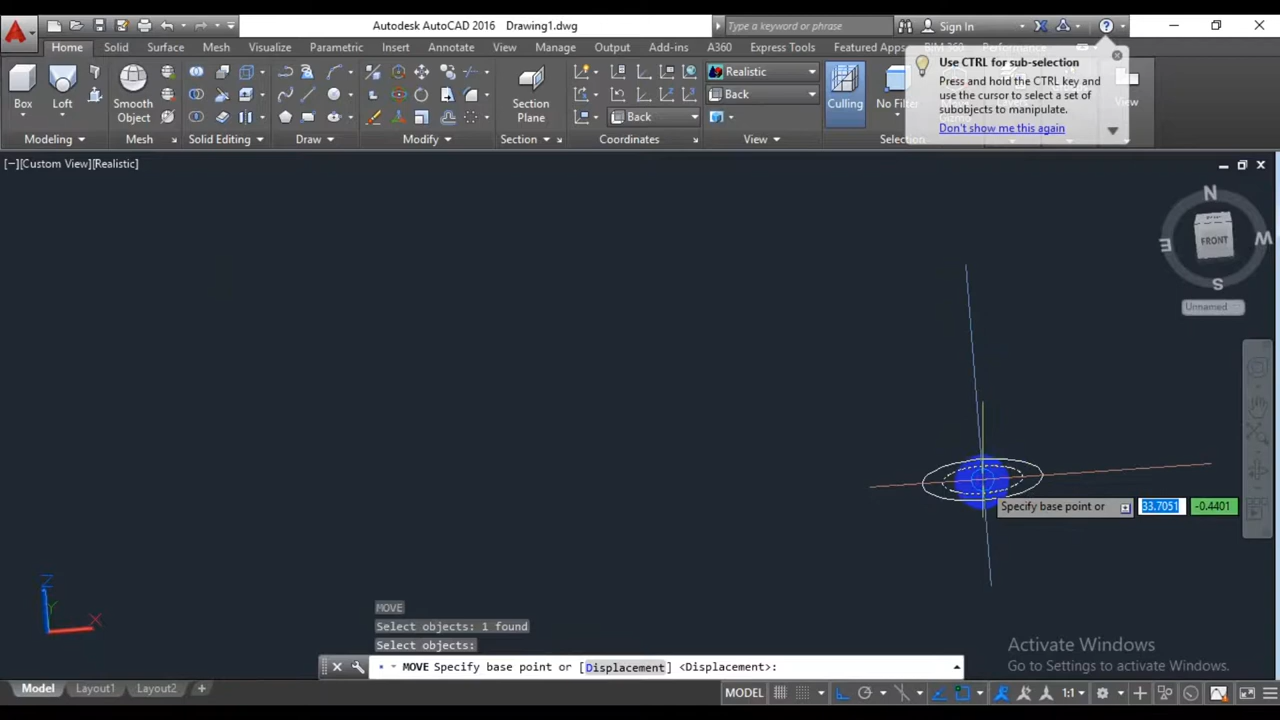 Autodesk AutoCAD 2016 Drawing1.dwg
Type a keyword or phrase
Sign In
Home Solid Surface Mesh Visualize Parametric Insert Annotate View Manage Output Add-ins A360 Express Tools Featured Apps BIM 360 Performance
Use CTRL for sub-selection
Press and hold the CTRL key and
use the cursor to select a set of
subobjects to manipulate.
Don't show me this again
Box
Loft
Smooth
Object
Section
Plane
Realistic
Back
Back
Culling
No Filter
Gizmo
View
Modeling
Mesh
Solid Editing
Draw
Modify
Section
Coordinates
View
Selection
[−][Custom View][Realistic]
N
E
W
S
FRONT
Unnamed
Specify base point or 33.7051 -0.4401
Z
Y
X
MOVE
Select objects: 1 found
Select objects:
MOVE Specify base point or [Displacement] <Displacement>:
Activate Windows
Go to Settings to activate Windows.
Model Layout1 Layout2
MODEL
1:1